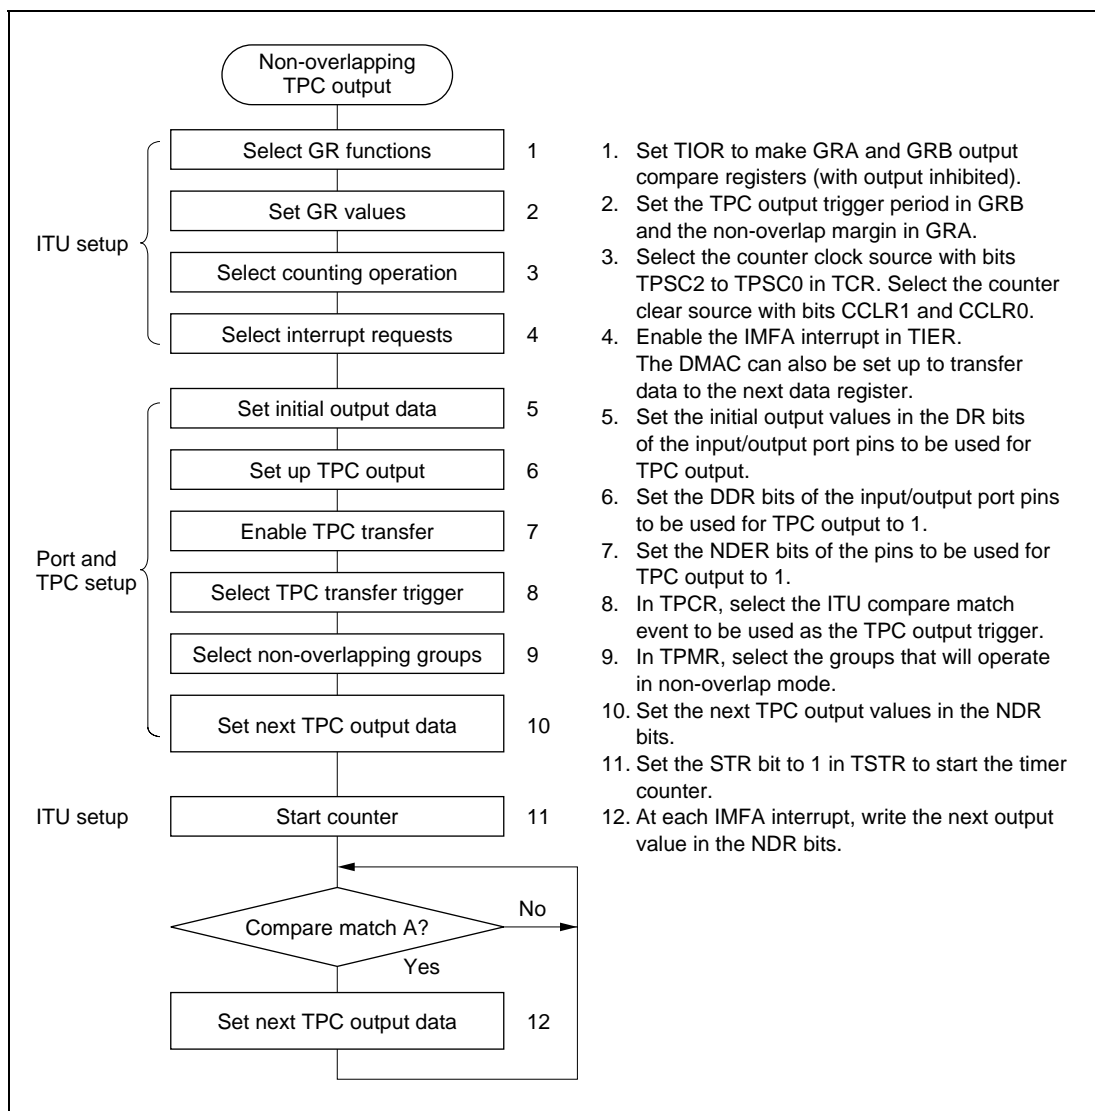 Non-overlapping
TPC output
ITU setup
Select GR functions 1
Set GR values 2
Select counting operation 3
Select interrupt requests 4
Port and
TPC setup
Set initial output data 5
Set up TPC output 6
Enable TPC transfer 7
Select TPC transfer trigger 8
Select non-overlapping groups 9
Set next TPC output data 10
ITU setup
Start counter 11
Compare match A?
No
Yes
Set next TPC output data 12
1. Set TIOR to make GRA and GRB output
compare registers (with output inhibited).
2. Set the TPC output trigger period in GRB
and the non-overlap margin in GRA.
3. Select the counter clock source with bits
TPSC2 to TPSC0 in TCR. Select the counter
clear source with bits CCLR1 and CCLR0.
4. Enable the IMFA interrupt in TIER.
The DMAC can also be set up to transfer
data to the next data register.
5. Set the initial output values in the DR bits
of the input/output port pins to be used for
TPC output.
6. Set the DDR bits of the input/output port pins
to be used for TPC output to 1.
7. Set the NDER bits of the pins to be used for
TPC output to 1.
8. In TPCR, select the ITU compare match
event to be used as the TPC output trigger.
9. In TPMR, select the groups that will operate
in non-overlap mode.
10. Set the next TPC output values in the NDR
bits.
11. Set the STR bit to 1 in TSTR to start the timer
counter.
12. At each IMFA interrupt, write the next output
value in the NDR bits.